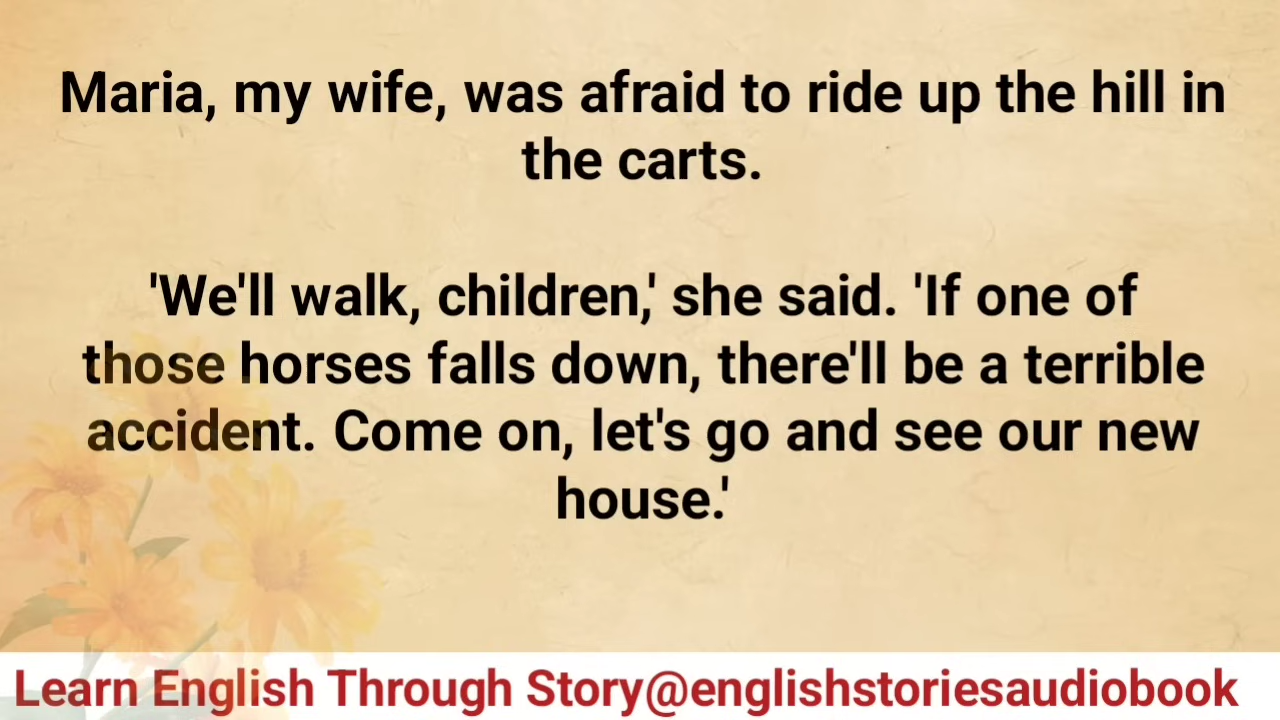 Maria, my wife, was afraid to ride up the hill in
the carts.
'We'll walk, children,' she said. 'If one of
those horses falls down, there'll be a terrible
accident. Come on, let's go and see our new
house.'
Learn English Through Story@englishstoriesaudiobook